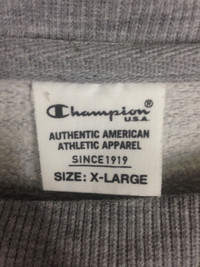 Champion®
U.S.A.
AUTHENTIC AMERICAN
ATHLETIC APPAREL
SINCE 1919
SIZE: X-LARGE